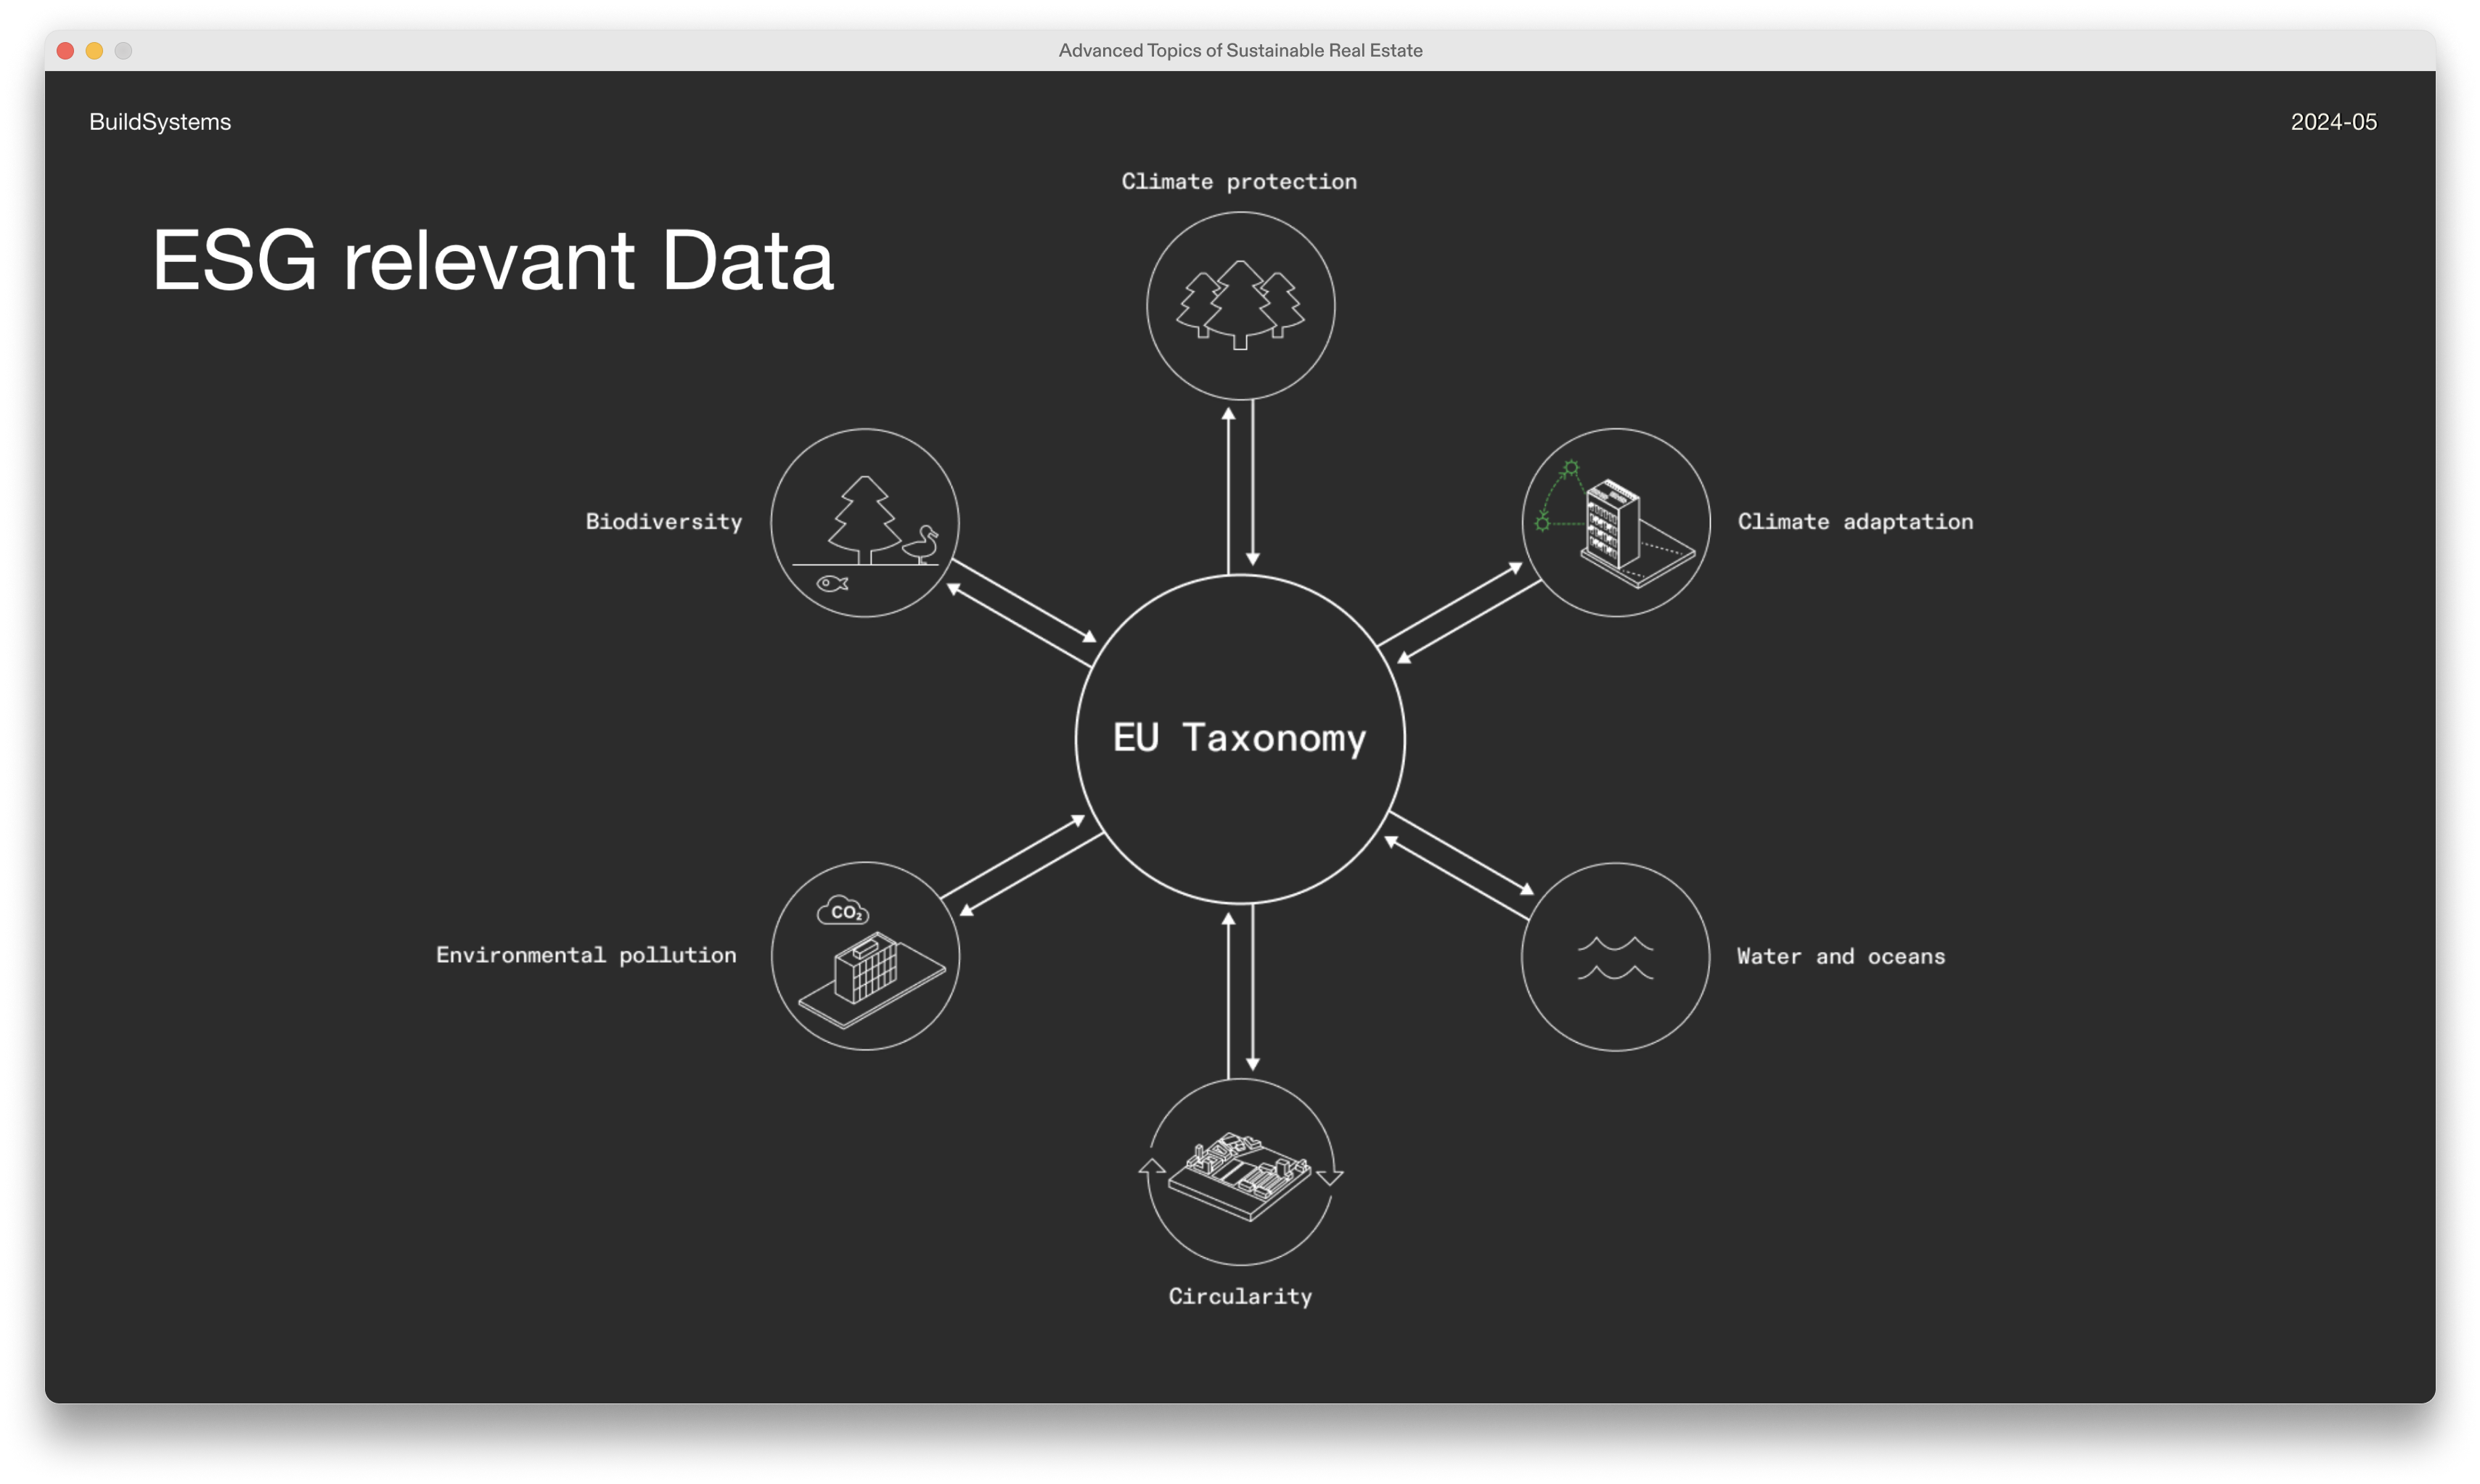 Advanced Topics of Sustainable Real Estate
BuildSystems
2024-05
ESG relevant Data
Climate protection
Biodiversity
Climate adaptation
EU Taxonomy
CO₂
Environmental pollution
Water and oceans
Circularity